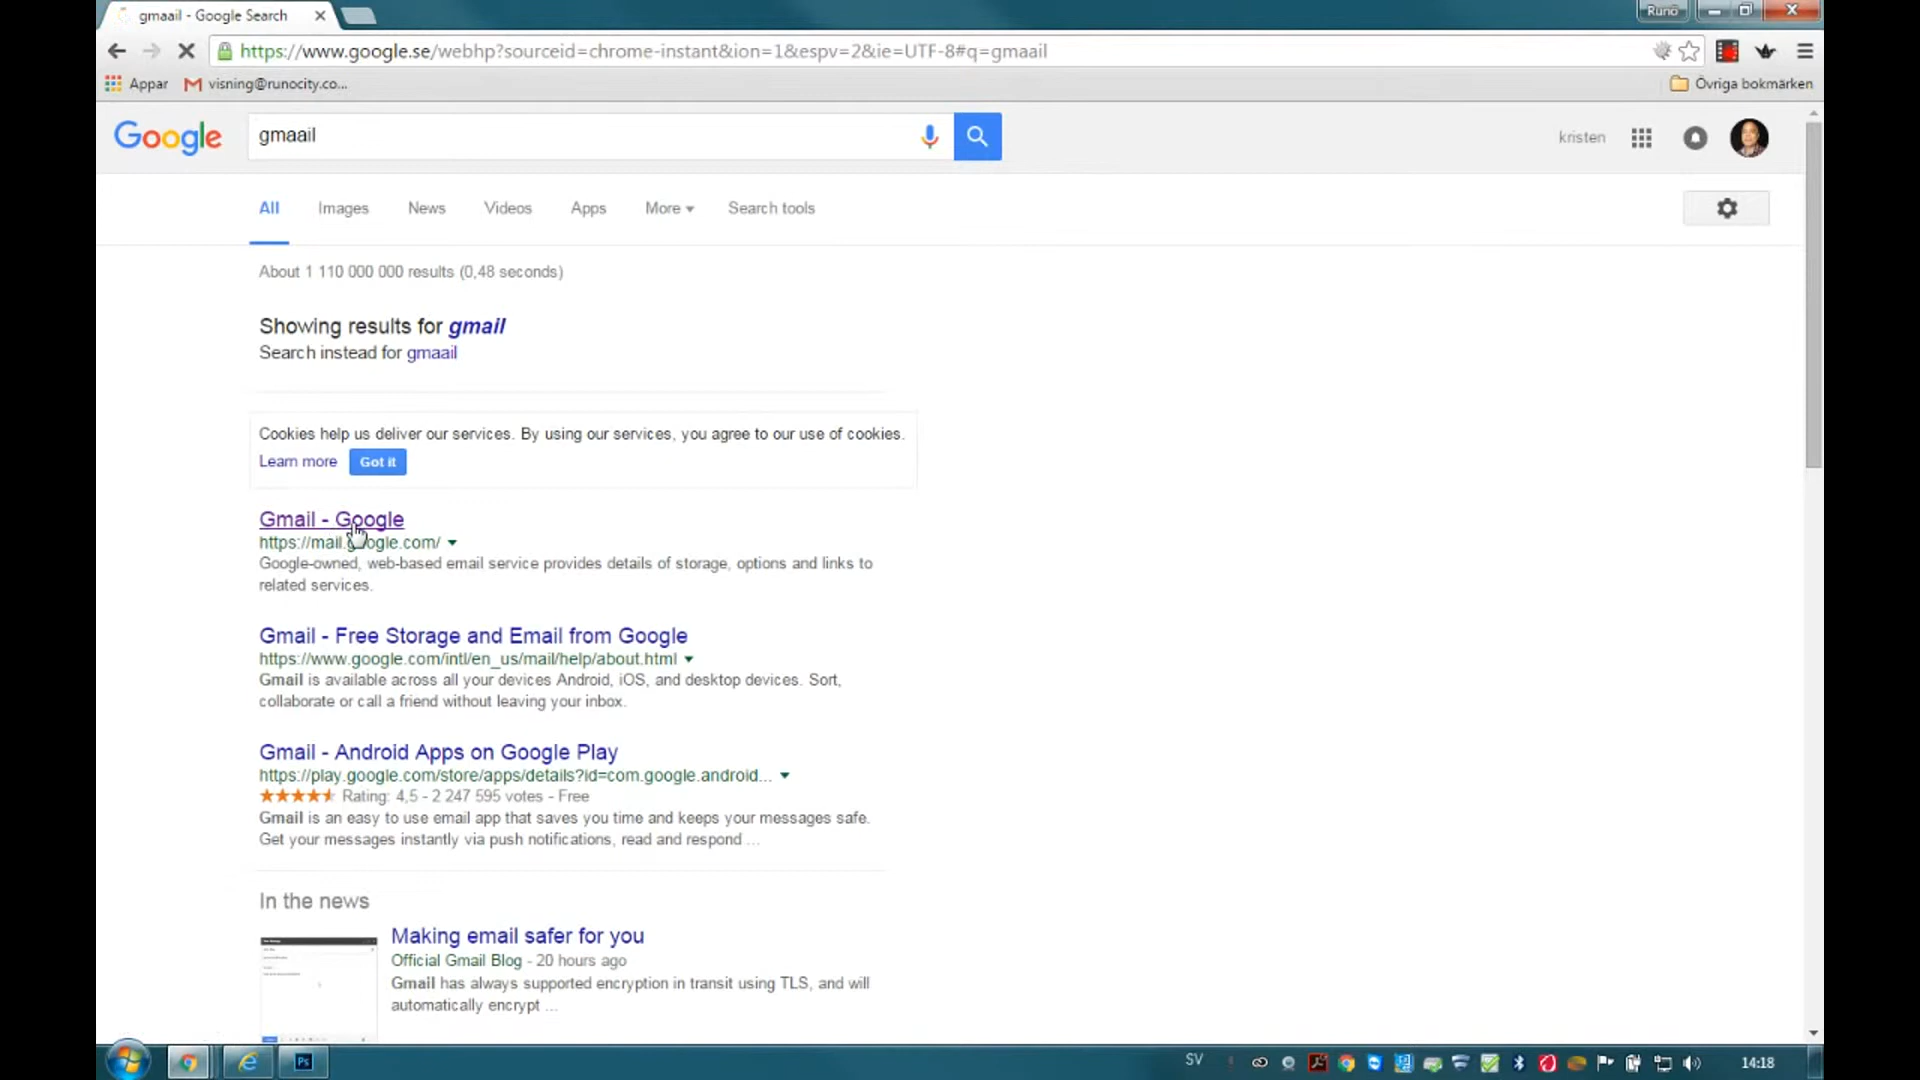 gmaail - Google Search
Runo
https://www.google.se/webhp?sourceid=chrome-instant&ion=1&espv=2&ie=UTF-8#q=gmaail
Appar
visning@runocity.co...
Övriga bokmärken
Google
gmaail
kristen
All
Images
News
Videos
Apps
More
Search tools
About 1 110 000 000 results (0,48 seconds)
Showing results for gmail
Search instead for gmaail
Cookies help us deliver our services. By using our services, you agree to our use of cookies.
Learn more
Got it
Gmail - Google
https://mail.google.com/
Google-owned, web-based email service provides details of storage, options and links to
related services.
Gmail - Free Storage and Email from Google
https://www.google.com/intl/en_us/mail/help/about.html
Gmail is available across all your devices Android, iOS, and desktop devices. Sort,
collaborate or call a friend without leaving your inbox.
Gmail - Android Apps on Google Play
https://play.google.com/store/apps/details?id=com.google.android...
Rating: 4,5 - 2 247 595 votes - Free
Gmail is an easy to use email app that saves you time and keeps your messages safe.
Get your messages instantly via push notifications, read and respond ...
In the news
Making email safer for you
Official Gmail Blog - 20 hours ago
Gmail has always supported encryption in transit using TLS, and will
automatically encrypt ...
Ps
SV
14:18